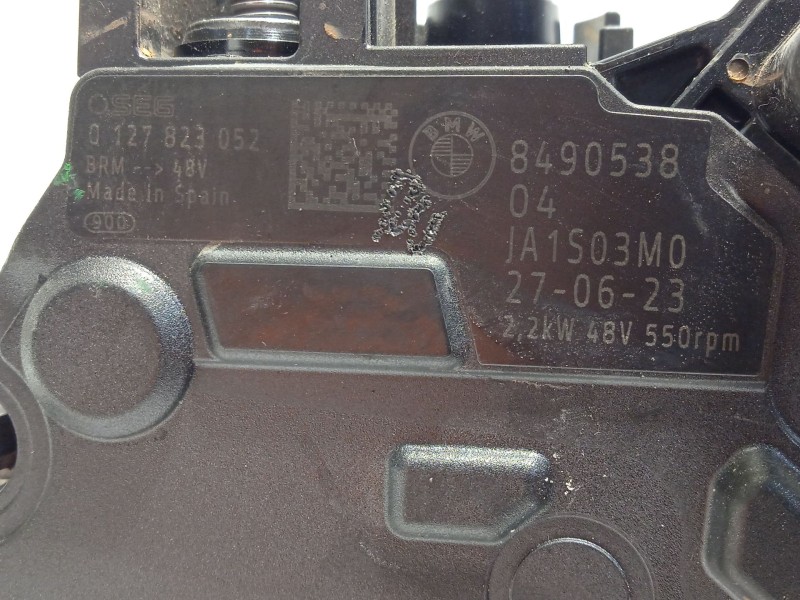 SEG
0 127 823 052
BRM --> 48V
Made in Spain
900
BMW
8490538
04
JA1S03M0
27-06-23
2,2kW 48V 550rpm